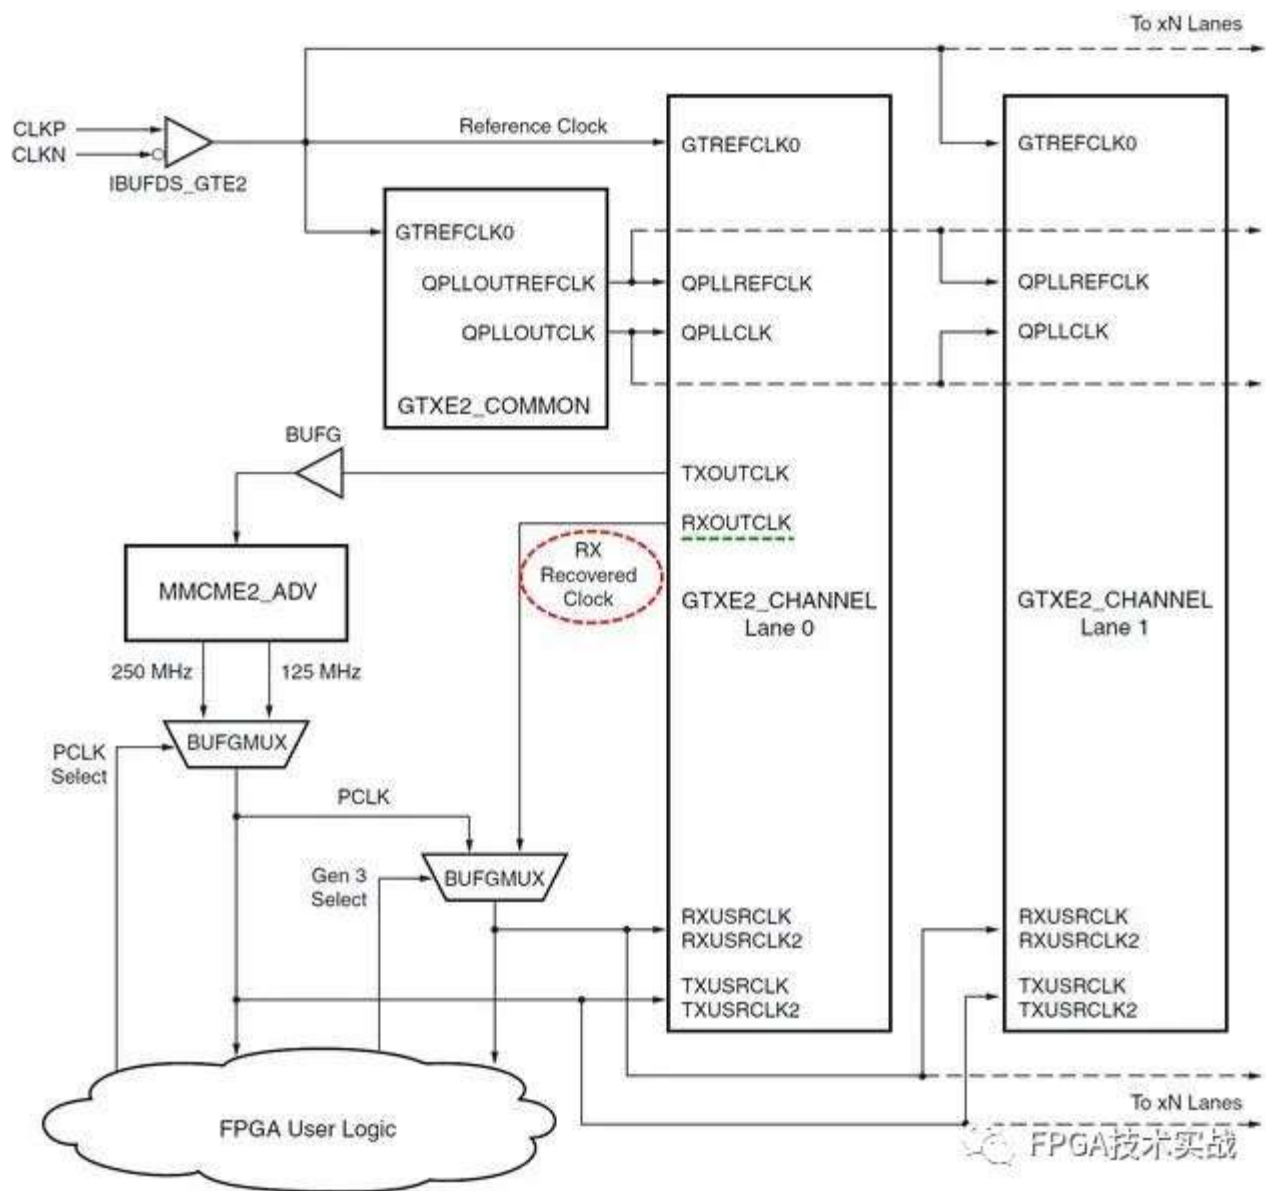 To xN Lanes
CLKP
CLKN
IBUFDS_GTE2
Reference Clock
GTREFCLK0
GTREFCLK0
GTREFCLK0
QPLLOUTREFCLK
QPLLREFCLK
QPLLREFCLK
QPLLOUTCLK
QPLLCLK
QPLLCLK
GTXE2_COMMON
BUFG
TXOUTCLK
RXOUTCLK
RX
Recovered
Clock
MMCME2_ADV
GTXE2_CHANNEL
Lane 0
GTXE2_CHANNEL
Lane 1
250 MHz
125 MHz
BUFGMUX
PCLK
Select
PCLK
Gen 3
Select
BUFGMUX
RXUSRCLK
RXUSRCLK2
RXUSRCLK
RXUSRCLK2
TXUSRCLK
TXUSRCLK2
TXUSRCLK
TXUSRCLK2
FPGA User Logic
To xN Lanes
FPGA技术实战